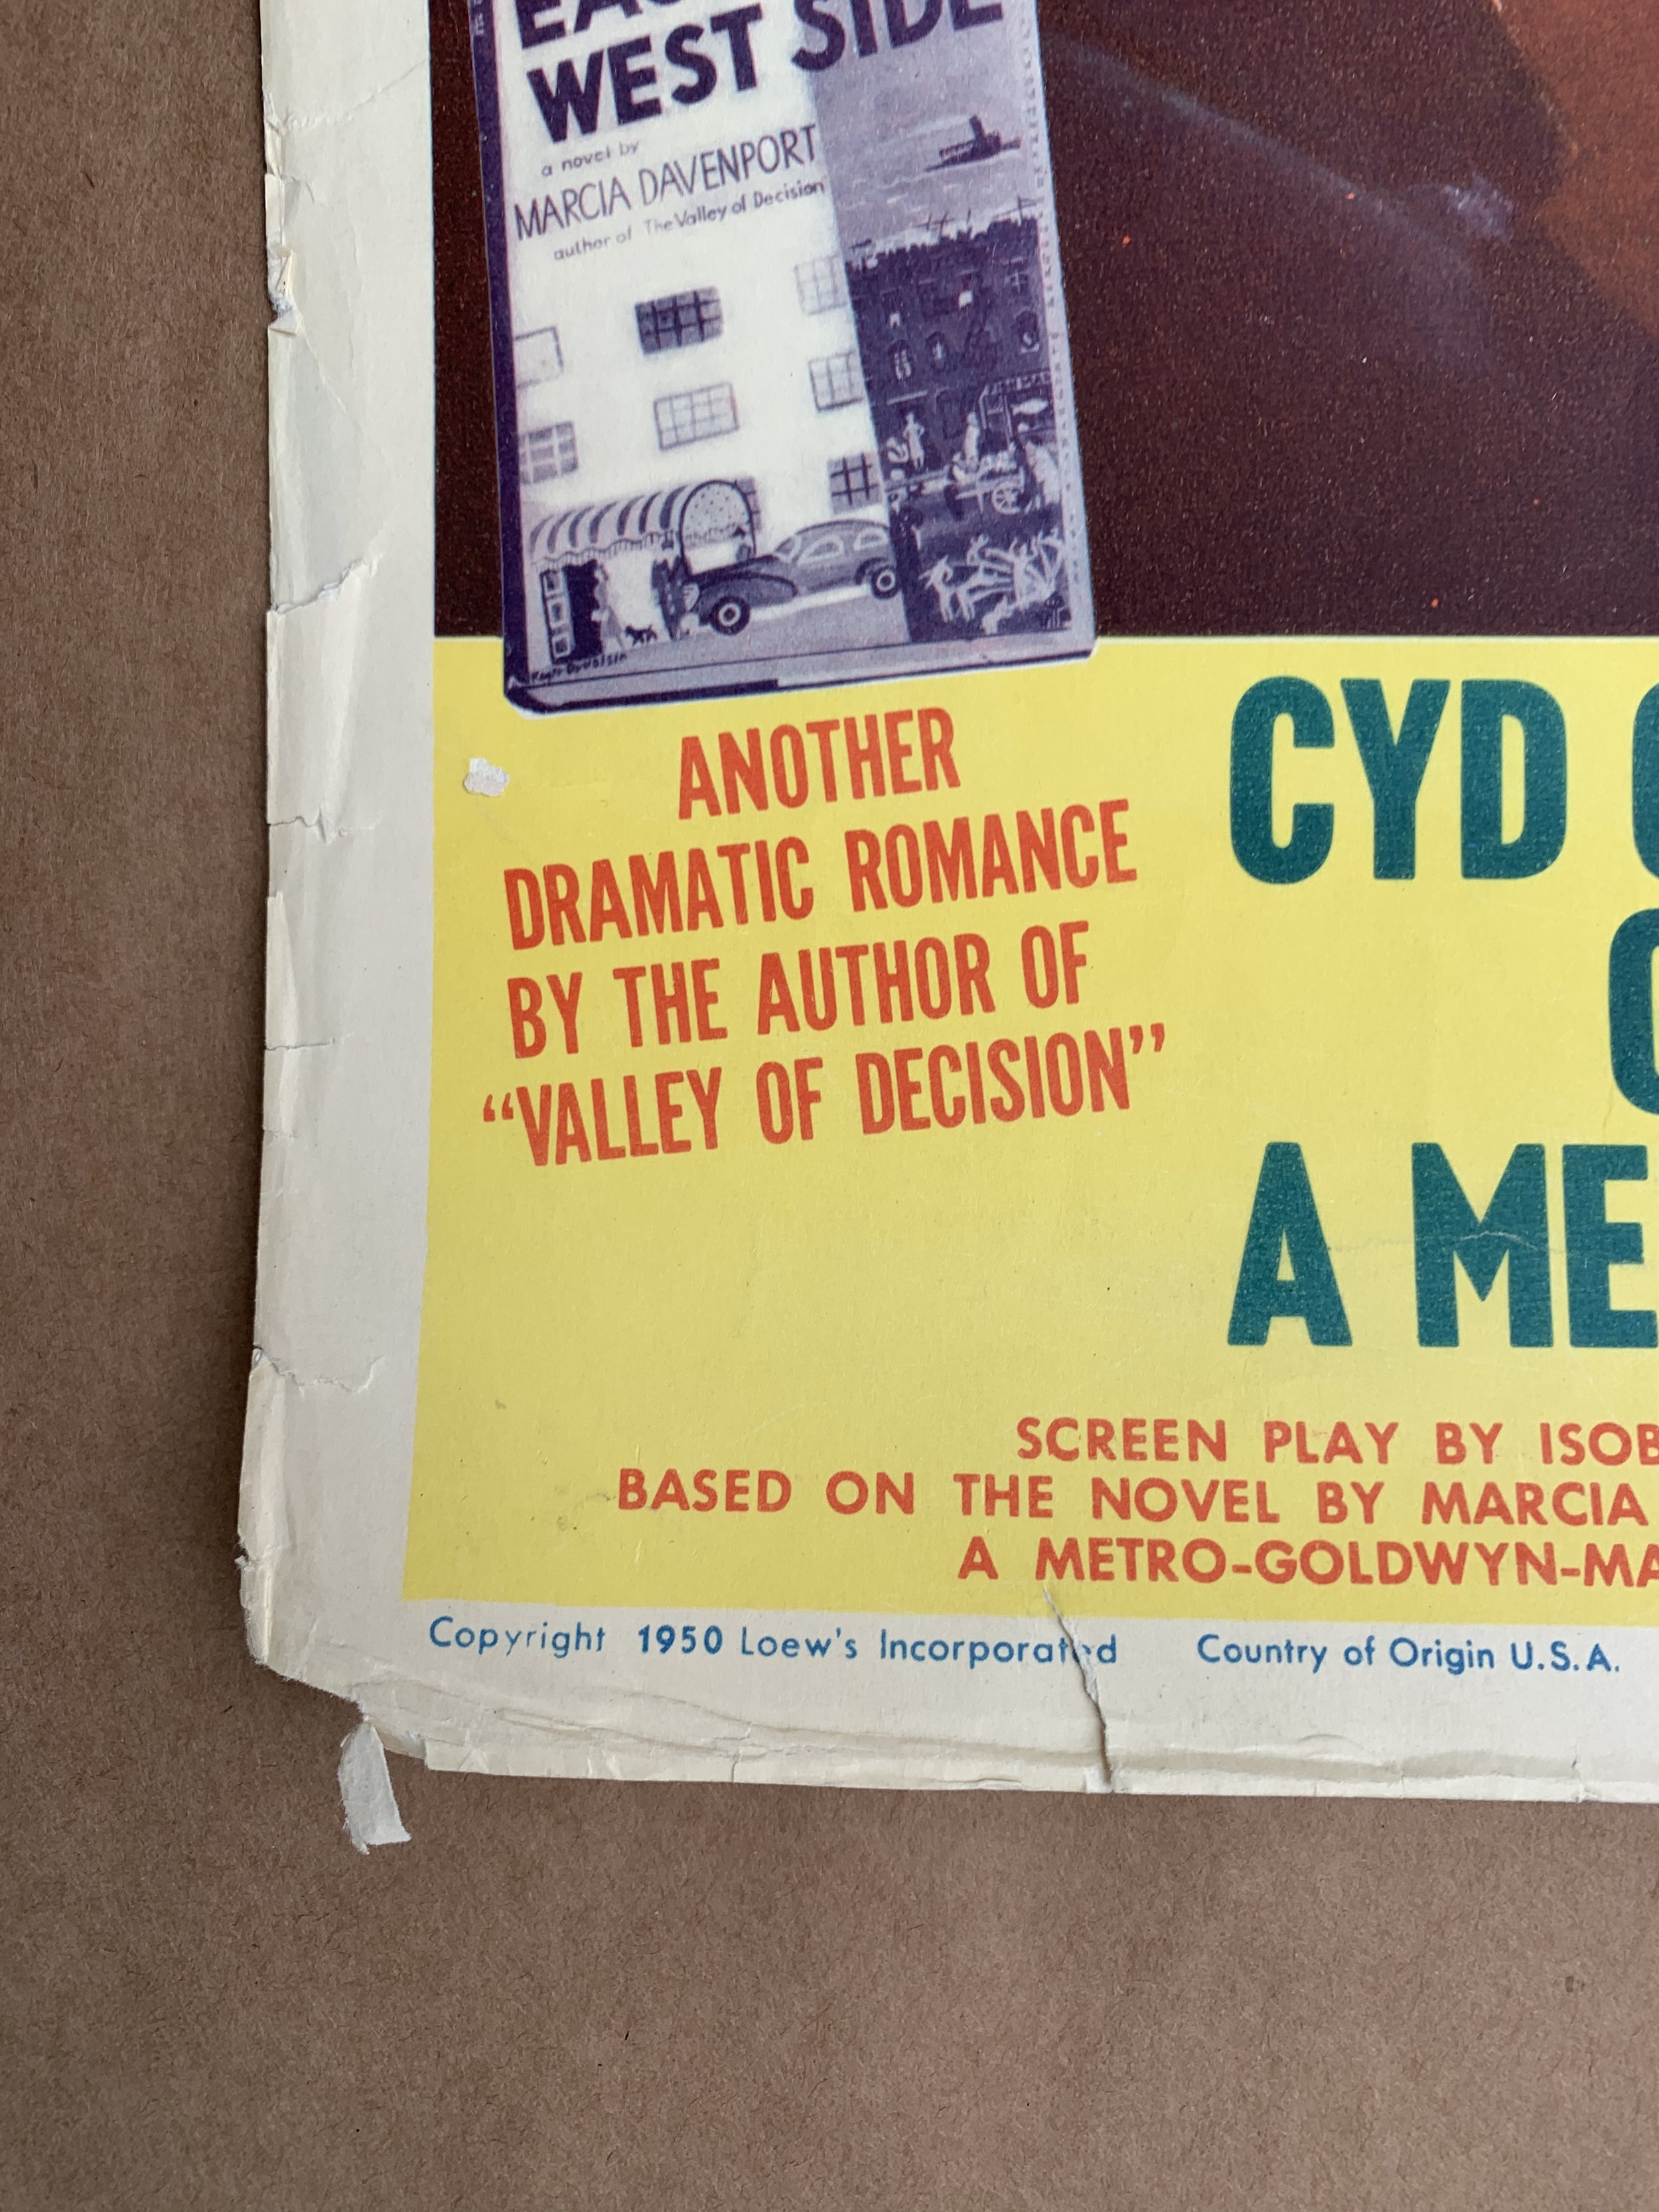 WEST SIDE
a novel by
MARCIA DAVENPORT
author of The Valley of Decision
ANOTHER
DRAMATIC ROMANCE
BY THE AUTHOR OF
"VALLEY OF DECISION"
CYD
A ME
SCREEN PLAY BY ISOB
BASED ON THE NOVEL BY MARCIA
A METRO-GOLDWYN-MA
Copyright 1950 Loew's Incorporated Country of Origin U.S.A.